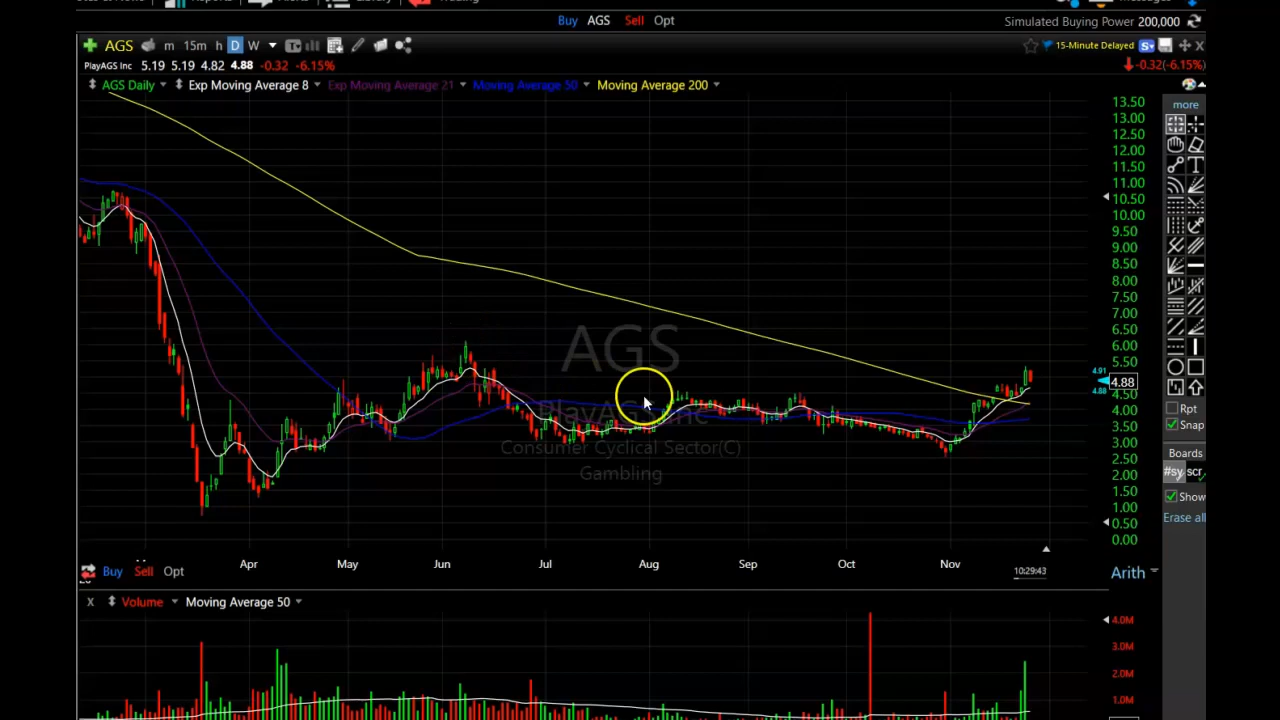 Buy AGS Sell Opt
Simulated Buying Power 200,000
AGS m 15m h D W
15-Minute Delayed
PlayAGS Inc 5.19 5.19 4.82 4.88 -0.32 -6.15%
-0.32(-6.15%)
AGS Daily Exp Moving Average 8 Exp Moving Average 21 Moving Average 50 Moving Average 200
more
13.50
13.00
12.50
12.00
11.50
11.00
10.50
10.00
9.50
9.00
8.50
8.00
7.50
7.00
6.50
6.00
5.50
4.91
4.88
4.88
4.50
4.00
3.50
3.00
2.50
2.00
1.50
1.00
0.50
0.00
AGS
PlayAGS Inc
Consumer Cyclical Sector(C)
Gambling
Rpt
Snap
Boards
#sy scr
Show
Erase all
Apr May Jun Jul Aug Sep Oct Nov
10:29:43
Buy Sell Opt
Arith
X Volume Moving Average 50
4.0M
3.0M
2.0M
1.0M